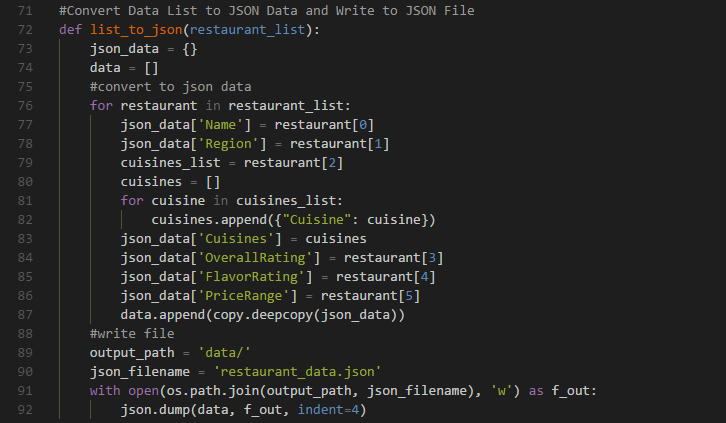 71 #Convert Data List to JSON Data and Write to JSON File
72 def list_to_json(restaurant_list):
73     json_data = {}
74     data = []
75     #convert to json data
76     for restaurant in restaurant_list:
77         json_data['Name'] = restaurant[0]
78         json_data['Region'] = restaurant[1]
79         cuisines_list = restaurant[2]
80         cuisines = []
81         for cuisine in cuisines_list:
82             cuisines.append({"Cuisine": cuisine})
83         json_data['Cuisines'] = cuisines
84         json_data['OverallRating'] = restaurant[3]
85         json_data['FlavorRating'] = restaurant[4]
86         json_data['PriceRange'] = restaurant[5]
87         data.append(copy.deepcopy(json_data))
88     #write file
89     output_path = 'data/'
90     json_filename = 'restaurant_data.json'
91     with open(os.path.join(output_path, json_filename), 'w') as f_out:
92         json.dump(data, f_out, indent=4)